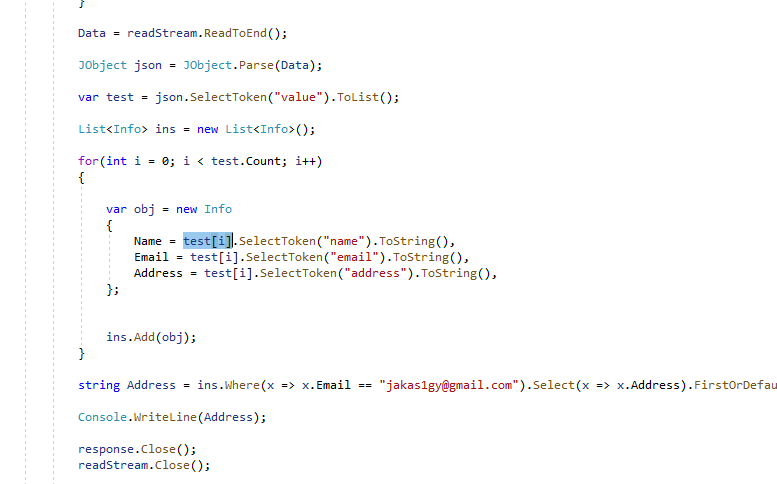 }
Data = readStream.ReadToEnd();
JObject json = JObject.Parse(Data);
var test = json.SelectToken("value").ToList();
List<Info> ins = new List<Info>();
for(int i = 0; i < test.Count; i++)
{
var obj = new Info
{
Name = test[i].SelectToken("name").ToString(),
Email = test[i].SelectToken("email").ToString(),
Address = test[i].SelectToken("address").ToString(),
};
ins.Add(obj);
}
string Address = ins.Where(x => x.Email == "jakas1gy@gmail.com").Select(x => x.Address).FirstOrDefau
Console.WriteLine(Address);
response.Close();
readStream.Close();